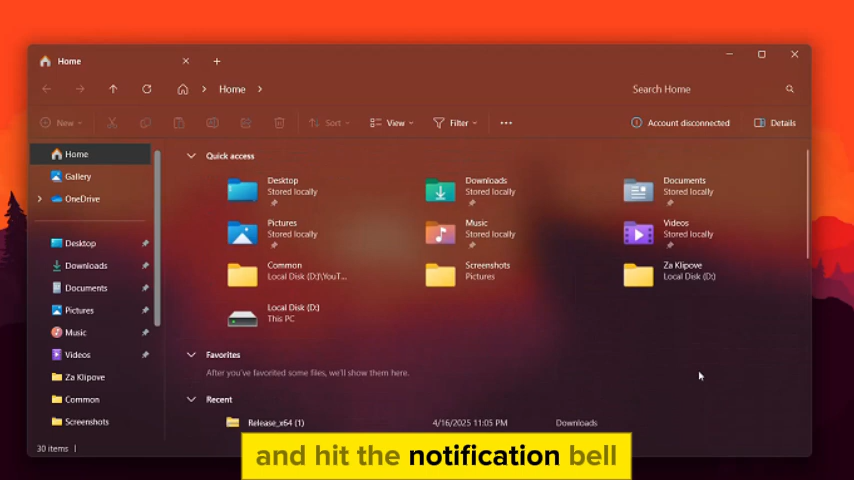 Home
Home
Search Home
New
Sort
View
Filter
Account disconnected
Details
Home
Gallery
OneDrive
Desktop
Downloads
Documents
Pictures
Music
Videos
Za Klipove
Common
Screenshots
Quick access
Desktop
Stored locally
Downloads
Stored locally
Documents
Stored locally
Pictures
Stored locally
Music
Stored locally
Videos
Stored locally
Common
Local Disk (D:)\YouT...
Screenshots
Pictures
Za Klipove
Local Disk (D:)
Local Disk (D:)
This PC
Favorites
After you've favorited some files, we'll show them here.
Recent
Release_x64 (1) 4/16/2025 11:05 PM Downloads
30 items
and hit the notification bell